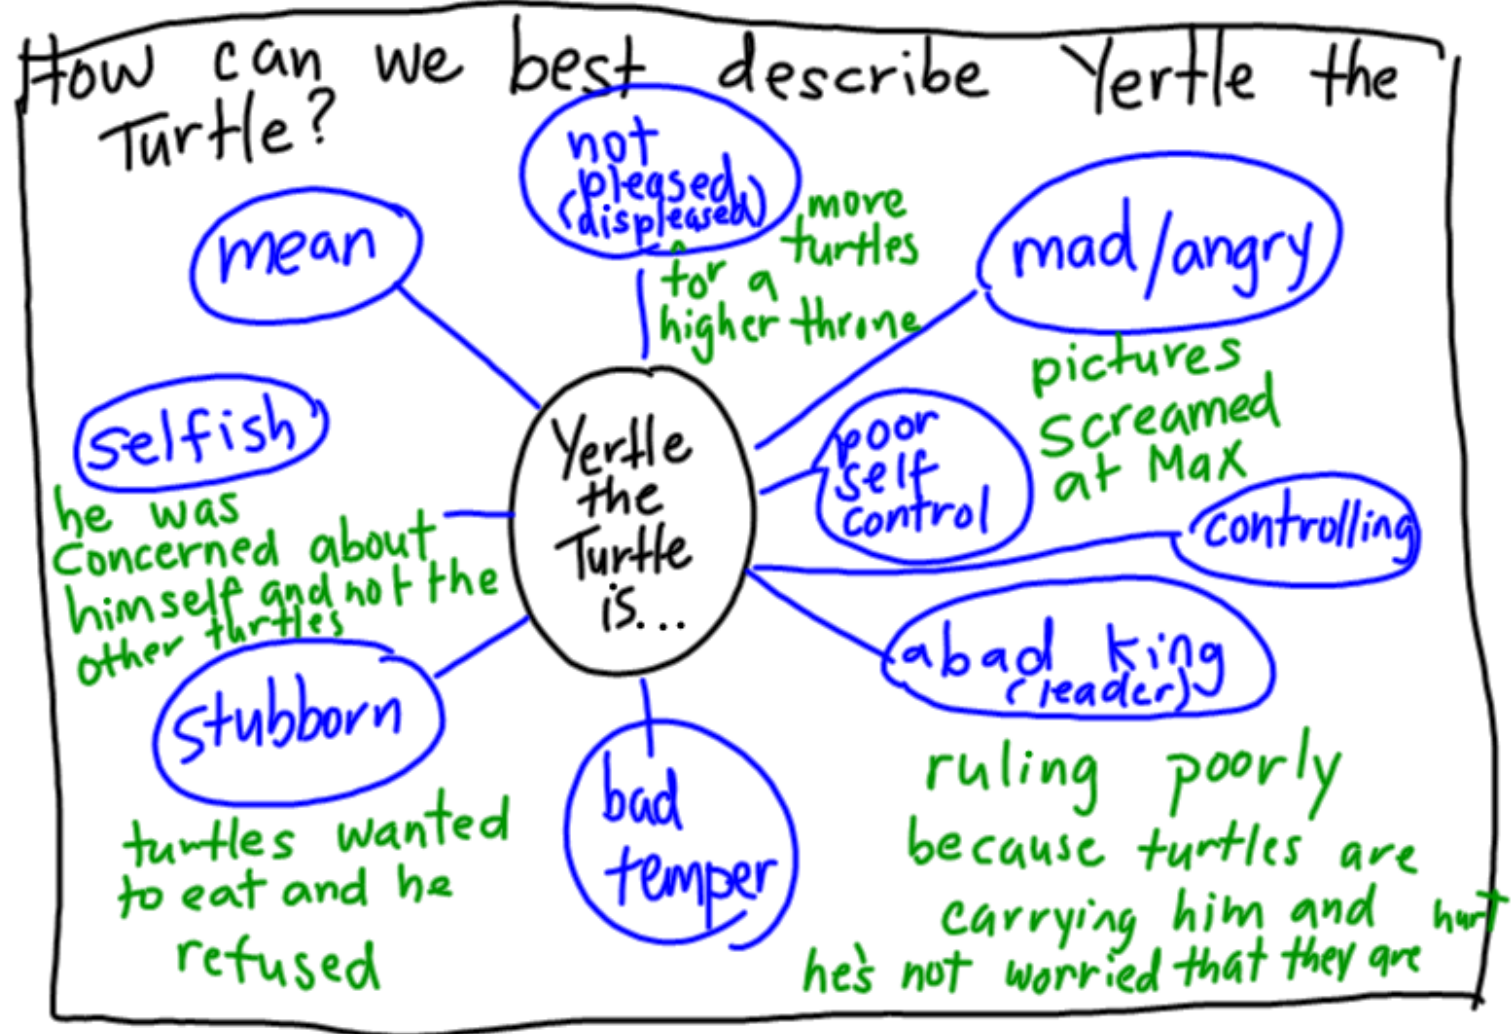 How can we best describe Yertle the
Turtle?
not
pleased
(displeased)
more
turtles
for a
higher throne
mean
mad/angry
pictures
screamed
at Max
selfish
he was
concerned about
himself and not the
other turtles
Yertle
the
Turtle
is...
poor
self
control
controlling
a bad king
(leader)
ruling poorly
because turtles are
carrying him and
he's not worried that they are hurt
stubborn
turtles wanted
to eat and he
refused
bad
temper